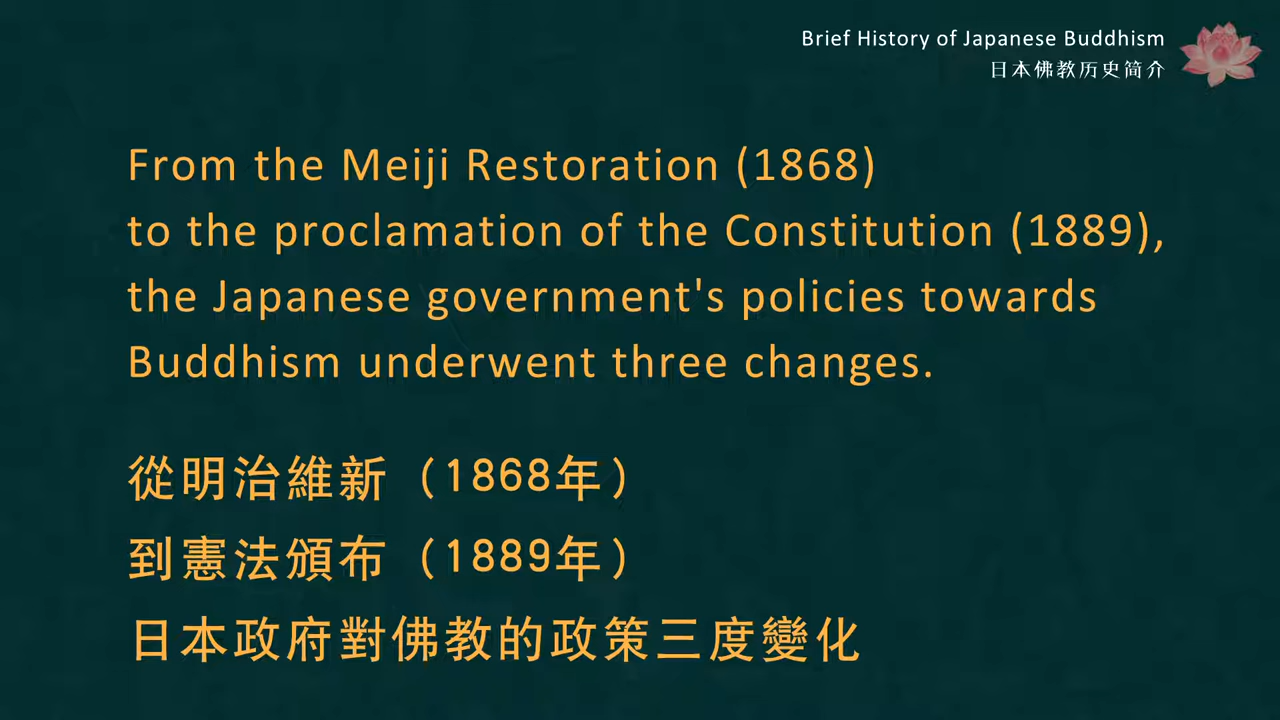 Brief History of Japanese Buddhism
日本佛教历史简介
From the Meiji Restoration (1868)
to the proclamation of the Constitution (1889),
the Japanese government's policies towards
Buddhism underwent three changes.
從明治維新（1868年）
到憲法頒布（1889年）
日本政府對佛教的政策三度變化